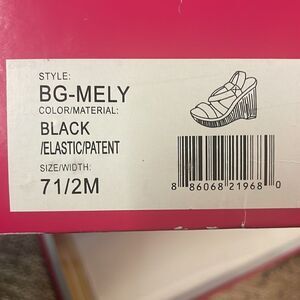 STYLE:
BG-MELY
COLOR/MATERIAL:
BLACK
/ELASTIC/PATENT
SIZE/WIDTH:
71/2M
8 86068 21968 0